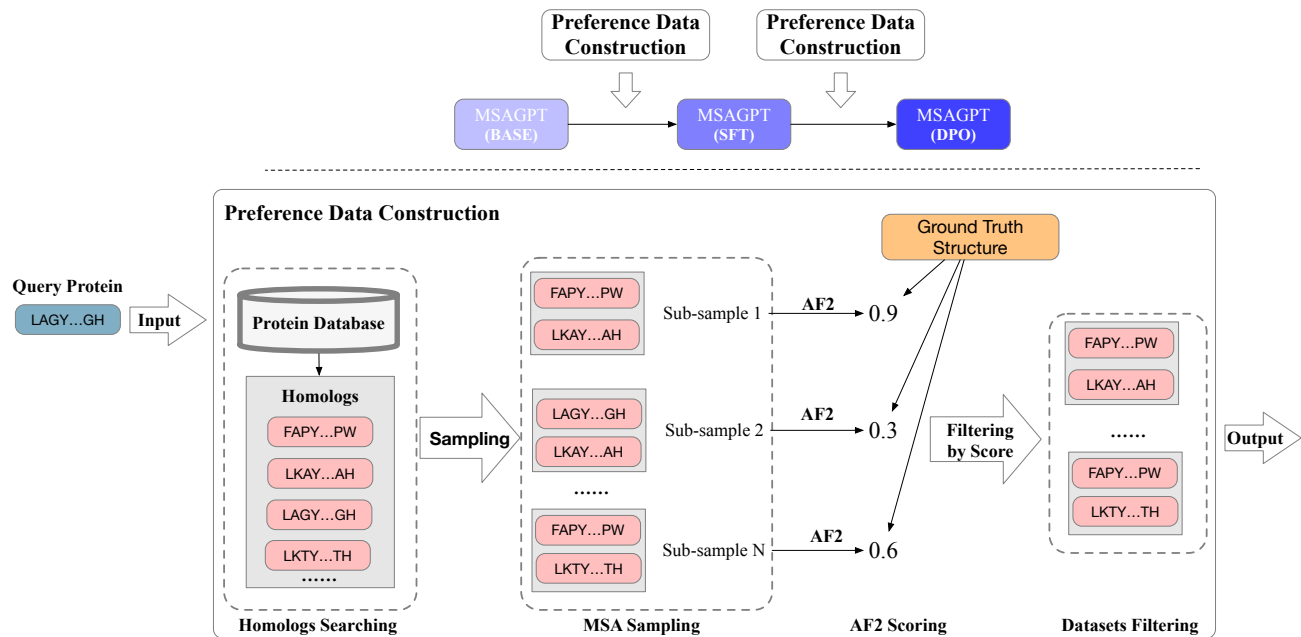 Preference Data
Construction
Preference Data
Construction
MSAGPT
(BASE)
MSAGPT
(SFT)
MSAGPT
(DPO)
Preference Data Construction
Ground Truth
Structure
Query Protein
LAGY...GH
Input
Protein Database
Homologs
FAPY...PW
LKAY...AH
LAGY...GH
LKTY...TH
......
Homologs Searching
Sampling
FAPY...PW
LKAY...AH
Sub-sample 1
LAGY...GH
LKAY...AH
Sub-sample 2
......
FAPY...PW
LKTY...TH
Sub-sample N
MSA Sampling
AF2
0.9
AF2
0.3
AF2
0.6
AF2 Scoring
Filtering
by Score
FAPY...PW
LKAY...AH
......
FAPY...PW
LKTY...TH
Datasets Filtering
Output